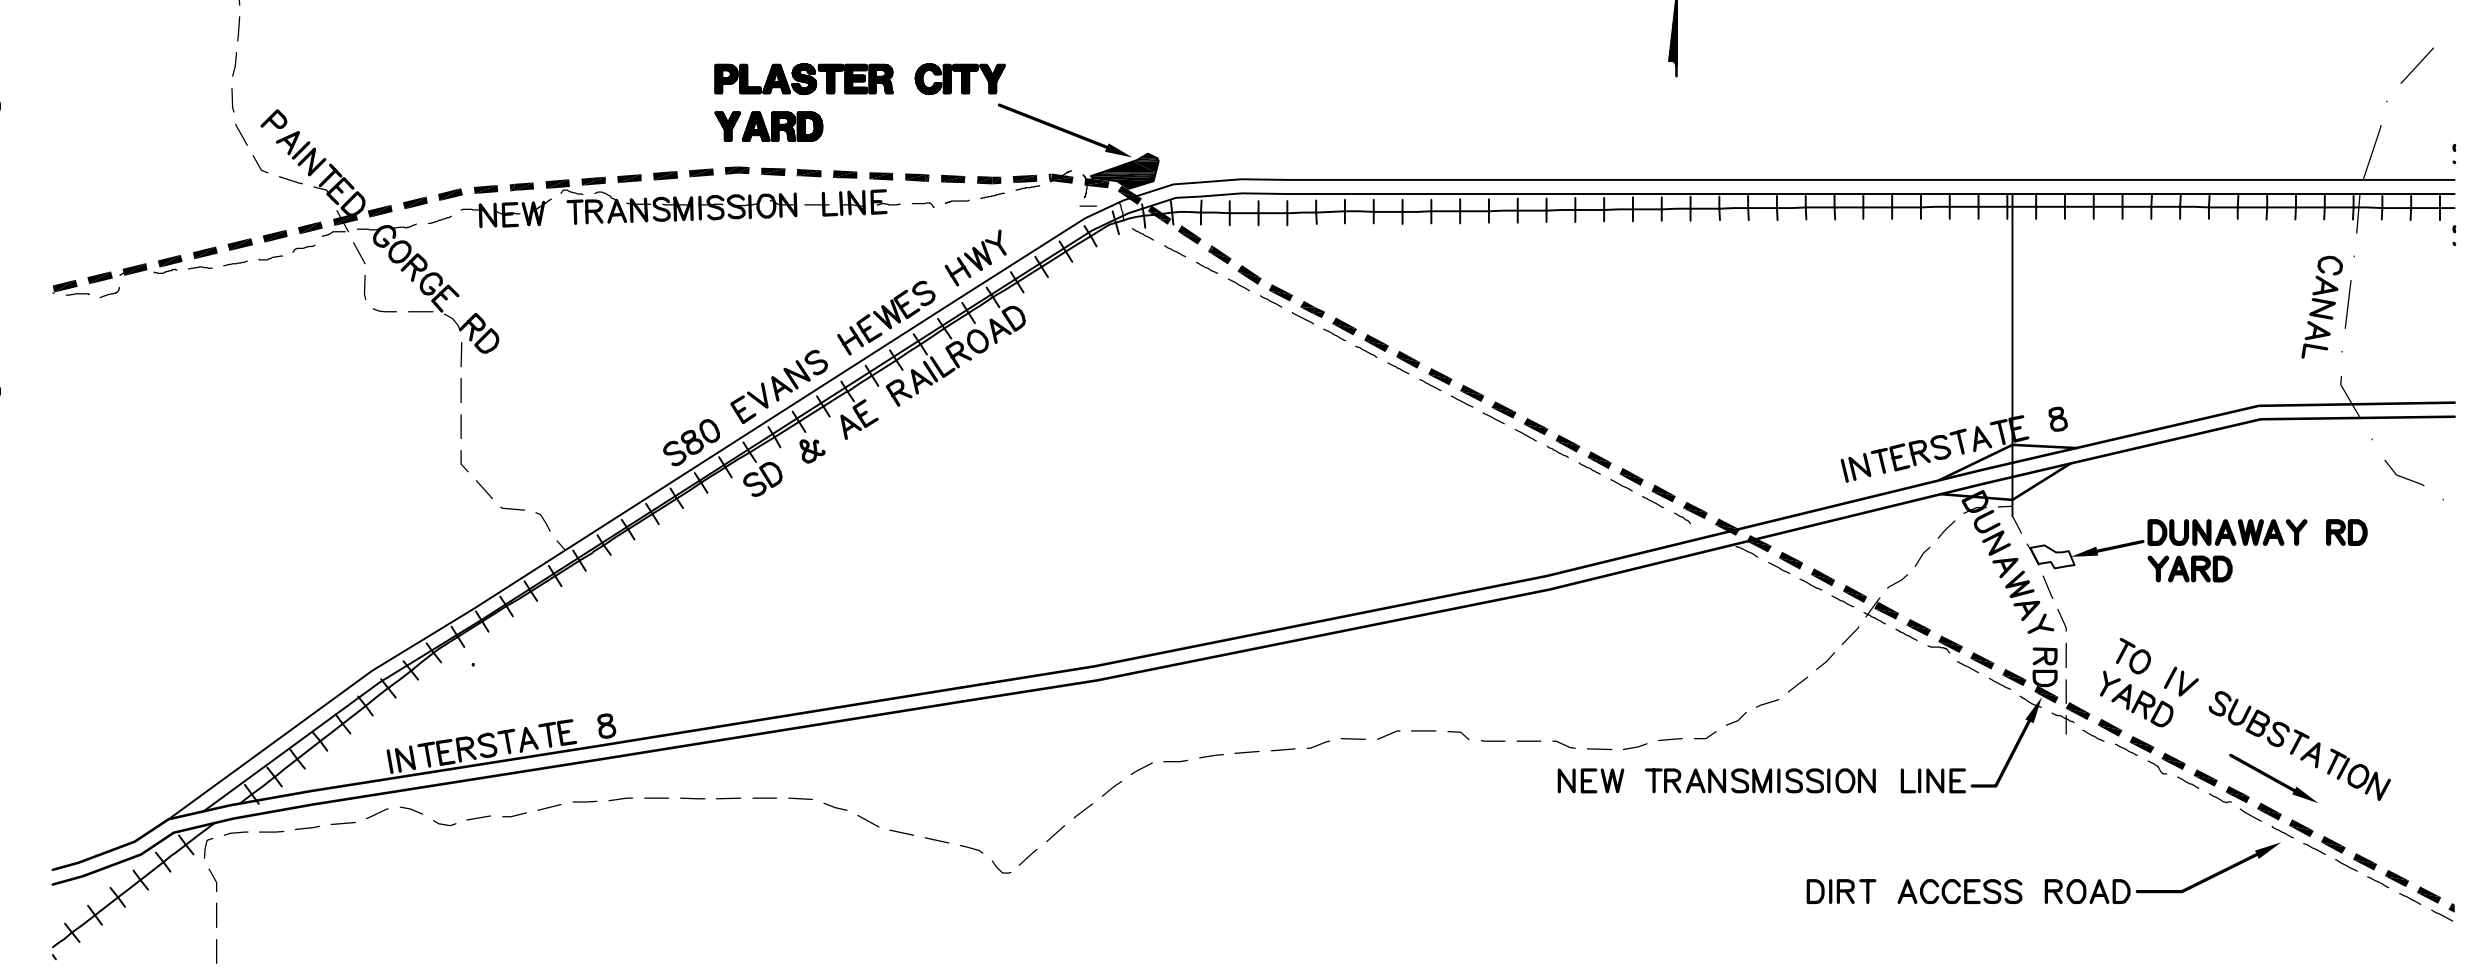 PLASTER CITY
YARD
PAINTED GORGE RD
NEW TRANSMISSION LINE
S80 EVANS HEWES HWY
SD & AE RAILROAD
CANAL
INTERSTATE 8
DUNAWAY RD
DUNAWAY RD
YARD
TO IV SUBSTATION
YARD
INTERSTATE 8
NEW TRANSMISSION LINE
DIRT ACCESS ROAD